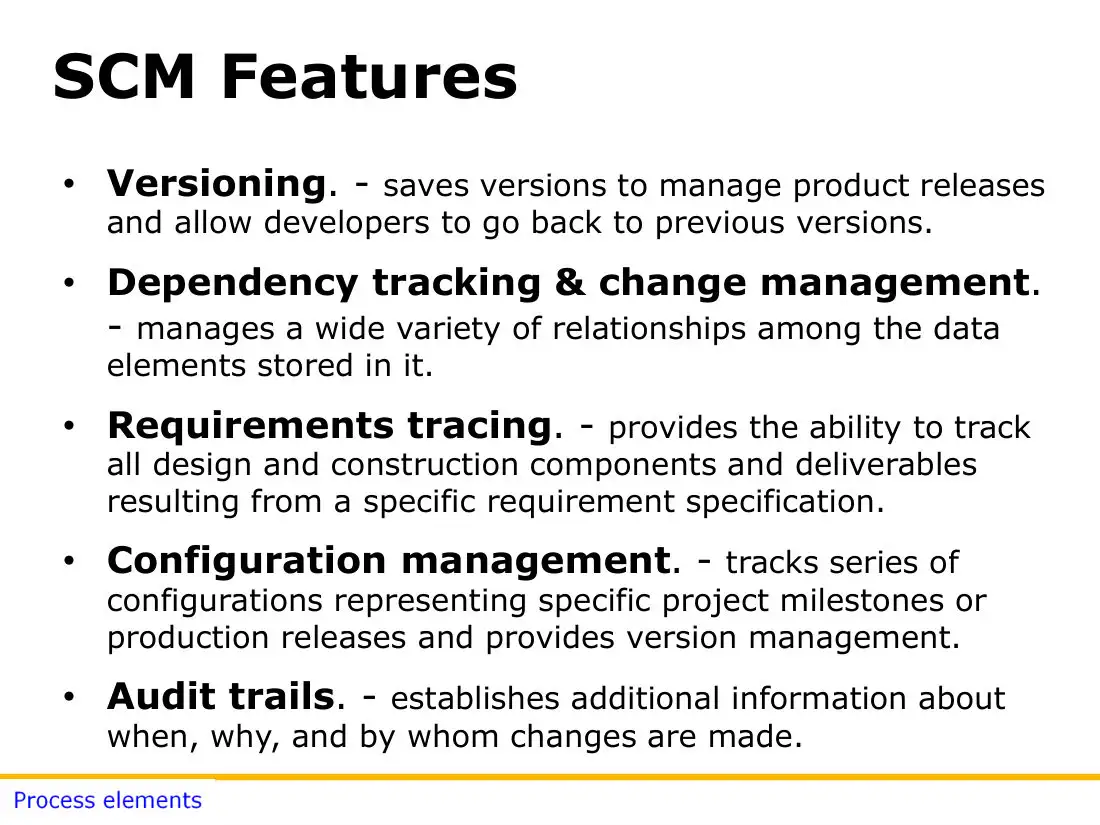 SCM Features
• Versioning. - saves versions to manage product releases
and allow developers to go back to previous versions.
• Dependency tracking & change management.
- manages a wide variety of relationships among the data
elements stored in it.
• Requirements tracing. - provides the ability to track
all design and construction components and deliverables
resulting from a specific requirement specification.
• Configuration management. - tracks series of
configurations representing specific project milestones or
production releases and provides version management.
• Audit trails. - establishes additional information about
when, why, and by whom changes are made.
Process elements